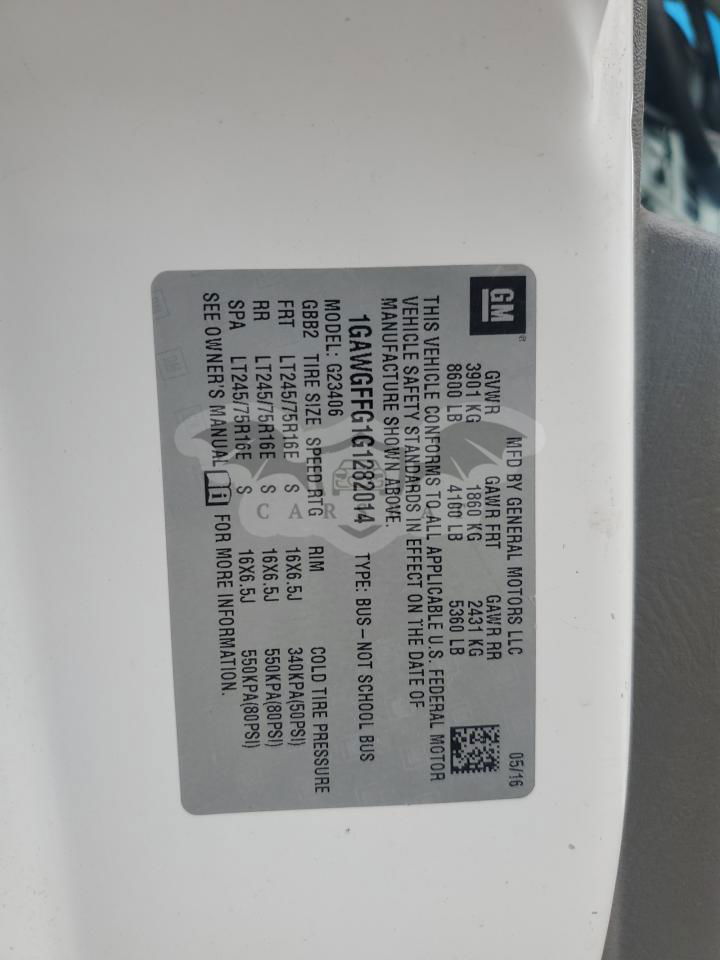 GM
MFD BY GENERAL MOTORS LLC 05/16
GVWR GAWR FRT GAWR RR
3901 KG 1860 KG 2431 KG
8600 LB 4100 LB 5360 LB
THIS VEHICLE CONFORMS TO ALL APPLICABLE U.S. FEDERAL MOTOR
VEHICLE SAFETY STANDARDS IN EFFECT ON THE DATE OF
MANUFACTURE SHOWN ABOVE.
1GAWGFFG1G1282014 TYPE: BUS-NOT SCHOOL BUS
MODEL: G23406
GBB2 TIRE SIZE SPEED RTG RIM COLD TIRE PRESSURE
FRT LT245/75R16E S 16X6.5J 340KPA(50PSI)
RR LT245/75R16E S 16X6.5J 550KPA(80PSI)
SPA LT245/75R16E S 16X6.5J 550KPA(80PSI)
SEE OWNER'S MANUAL FOR MORE INFORMATION.